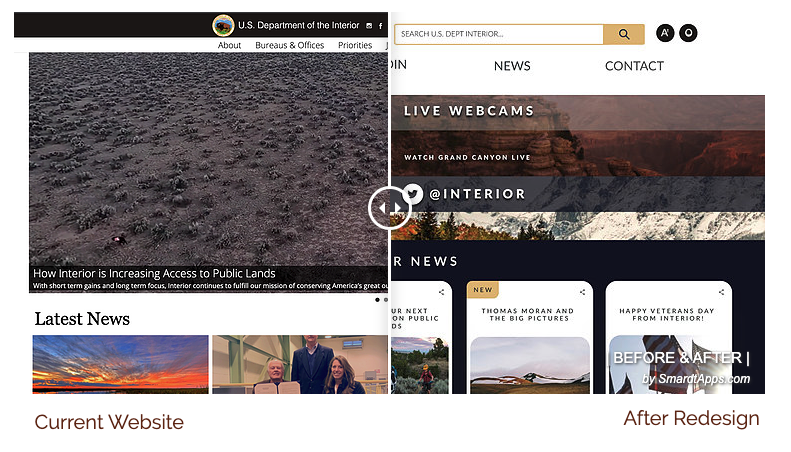 U.S. Department of the Interior
About Bureaus & Offices Priorities J
How Interior is Increasing Access to Public Lands
With short term gains and long term focus, Interior continues to fulfill our mission of conserving America's great ou
Latest News
SEARCH U.S. DEPT INTERIOR...
OIN NEWS CONTACT
LIVE WEBCAMS
WATCH GRAND CANYON LIVE
@INTERIOR
R NEWS
UR NEXT
ON PUBLIC
DS
NEW
THOMAS MORAN AND
THE BIG PICTURES
HAPPY VETERANS DAY
FROM INTERIOR!
BEFORE & AFTER |
by SmardtApps.com
Current Website
After Redesign